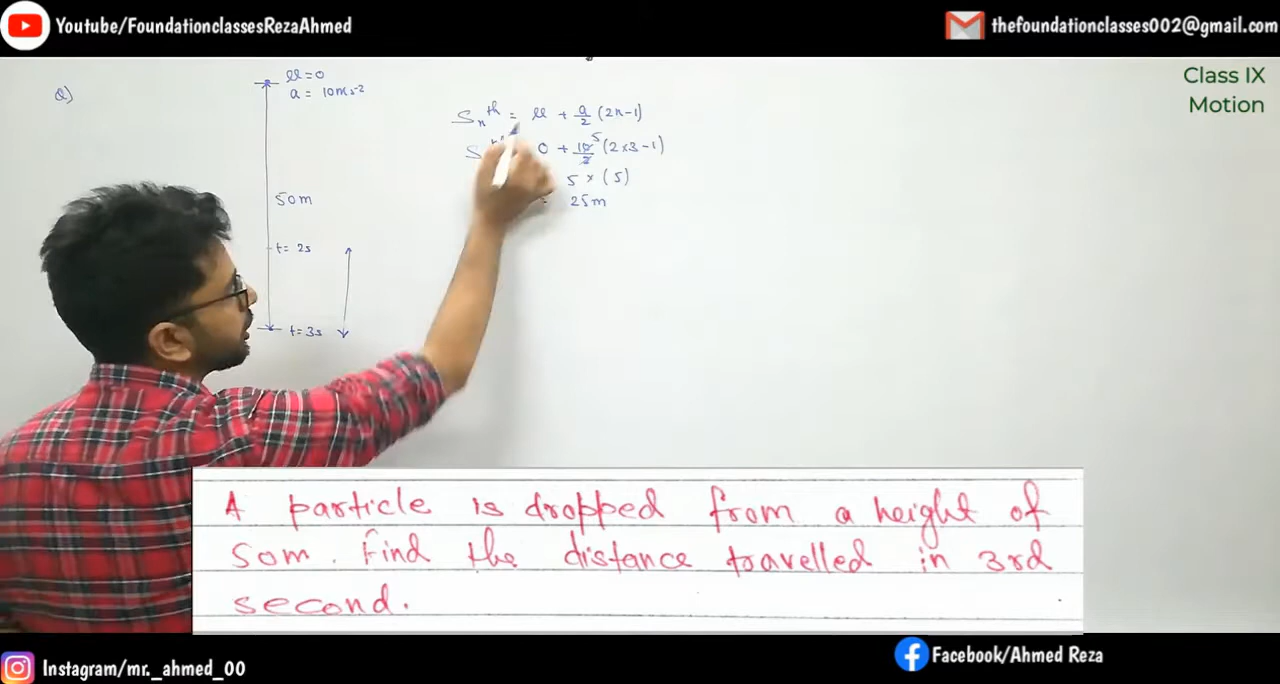 Youtube/FoundationclassesRezaAhmed
thefoundationclasses002@gmail.com
Class IX
Motion
Q)
u=0
a = 10ms-2
50m
t= 2s
t= 3s
Snth = u + a/2 (2n-1)
S 0 + 10/2 5 (2×3-1)
5 × (5)
= 25m
A particle is dropped from a height of
50m. Find the distance travelled in 3rd
second.
Instagram/mr._ahmed_00
Facebook/Ahmed Reza